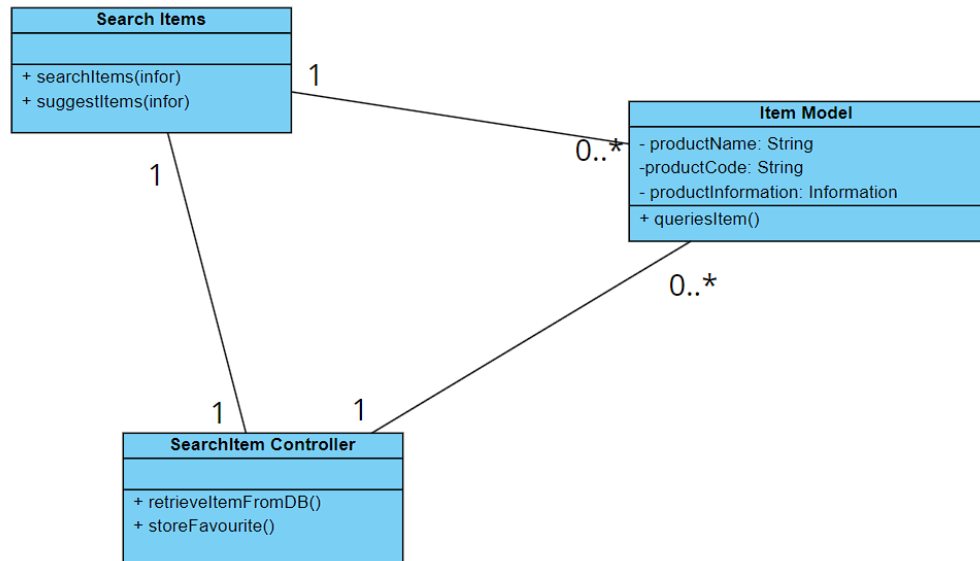 Search Items
+ searchItems(infor)
+ suggestItems(infor)
1
0..*
Item Model
- productName: String
-productCode: String
- productInformation: Information
+ queriesItem()
1
0..*
1
1
SearchItem Controller
+ retrieveItemFromDB()
+ storeFavourite()